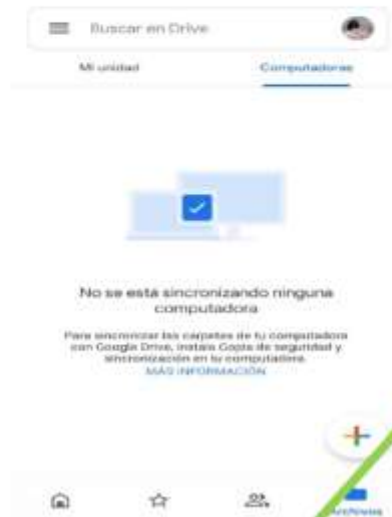 Buscar en Drive
Mi unidad
Computadoras
No se está sincronizando ninguna
computadora
Para sincronizar las carpetas de tu computadora
con Google Drive, instala Copia de seguridad y
sincronización en tu computadora.
MÁS INFORMACIÓN
Archivos